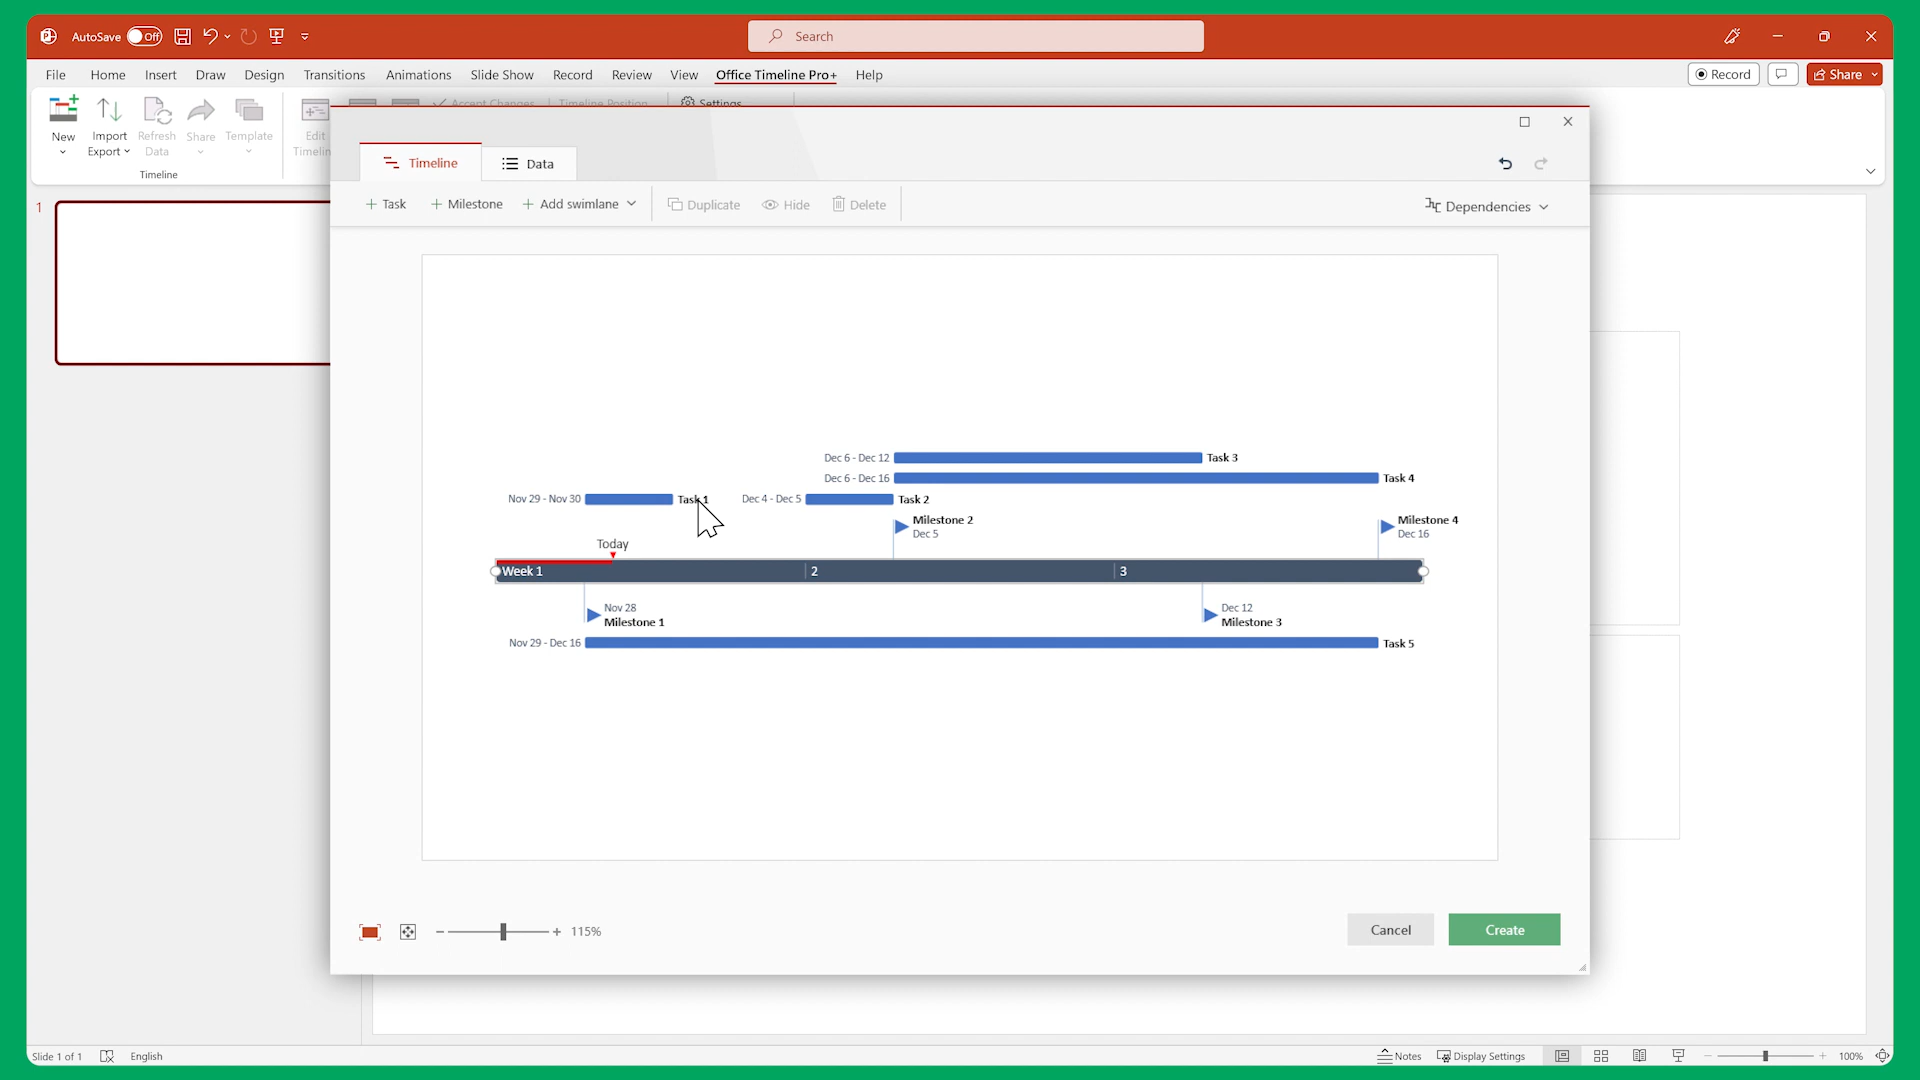 AutoSave Off
Search
File Home Insert Draw Design Transitions Animations Slide Show Record Review View Office Timeline Pro+ Help
Record Share
Accept Changes Timeline Position Settings
New Import Refresh Share Template Edit
Export Data
Timeline
Timeline Data
+ Task + Milestone + Add swimlane Duplicate Hide Delete Dependencies
1
Dec 6 - Dec 12 Task 3
Dec 6 - Dec 16 Task 4
Nov 29 - Nov 30 Task 1 Dec 4 - Dec 5 Task 2
Milestone 2 Milestone 4
Dec 5 Dec 16
Today
Week 1 2 3
Nov 28 Dec 12
Milestone 1 Milestone 3
Nov 29 - Dec 16 Task 5
115%
Cancel Create
Slide 1 of 1 English Notes Display Settings 100%